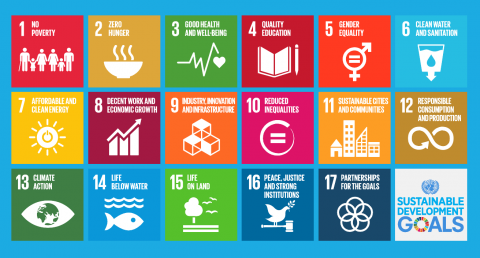 1 NO
POVERTY
2 ZERO
HUNGER
3 GOOD HEALTH
AND WELL-BEING
4 QUALITY
EDUCATION
5 GENDER
EQUALITY
6 CLEAN WATER
AND SANITATION
7 AFFORDABLE AND
CLEAN ENERGY
8 DECENT WORK AND
ECONOMIC GROWTH
9 INDUSTRY, INNOVATION
AND INFRASTRUCTURE
10 REDUCED
INEQUALITIES
11 SUSTAINABLE CITIES
AND COMMUNITIES
12 RESPONSIBLE
CONSUMPTION
AND PRODUCTION
13 CLIMATE
ACTION
14 LIFE
BELOW WATER
15 LIFE
ON LAND
16 PEACE, JUSTICE
AND STRONG
INSTITUTIONS
17 PARTNERSHIPS
FOR THE GOALS
SUSTAINABLE
DEVELOPMENT
GOALS